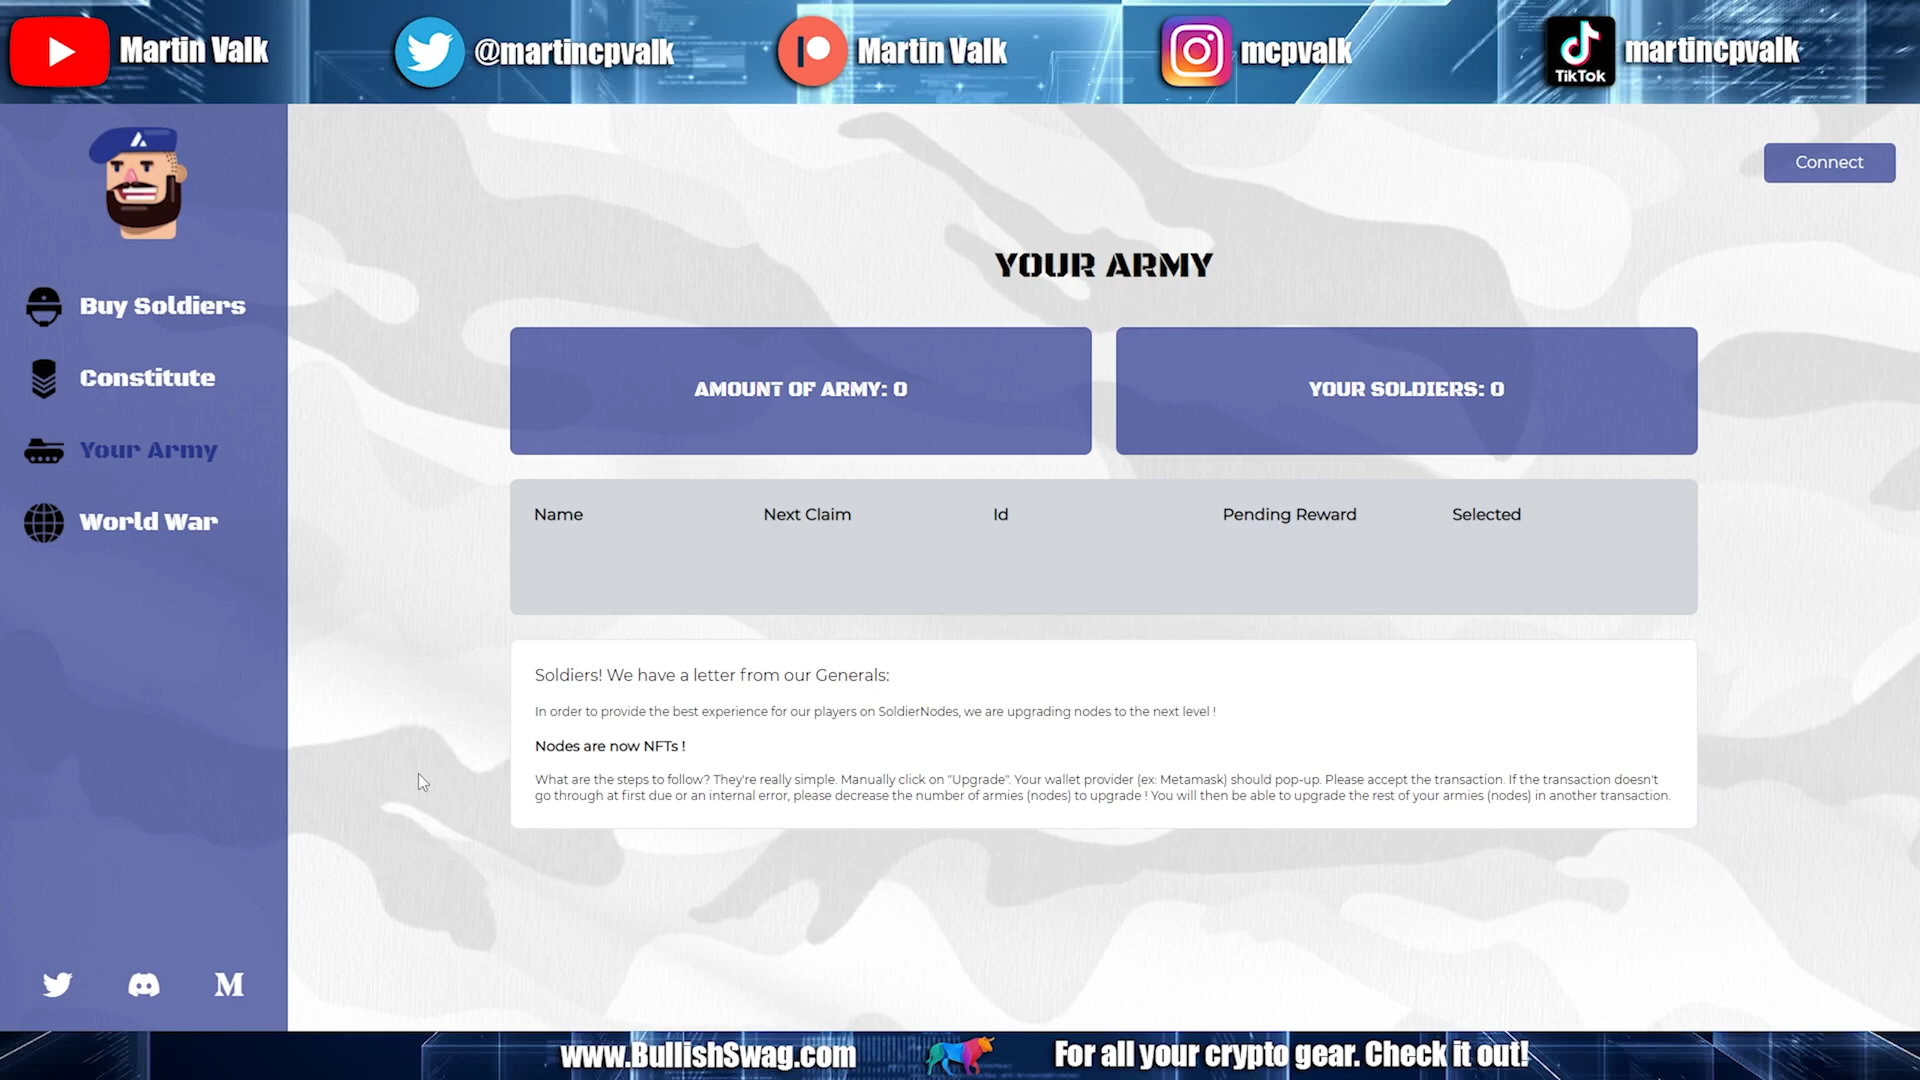 Martin Valk
@martincpvalk
Martin Valk
mcpvalk
TikTok
martincpvalk
Connect
Buy Soldiers
Constitute
Your Army
World War
YOUR ARMY
AMOUNT OF ARMY: 0
YOUR SOLDIERS: 0
Name Next Claim Id Pending Reward Selected
Soldiers! We have a letter from our Generals:
In order to provide the best experience for our players on SoldierNodes, we are upgrading nodes to the next level !
Nodes are now NFTs !
What are the steps to follow? They're really simple. Manually click on "Upgrade". Your wallet provider (ex: Metamask) should pop-up. Please accept the transaction. If the transaction doesn't
go through at first due or an internal error, please decrease the number of armies (nodes) to upgrade ! You will then be able to upgrade the rest of your armies (nodes) in another transaction.
M
www.BullishSwag.com
For all your crypto gear. Check it out!